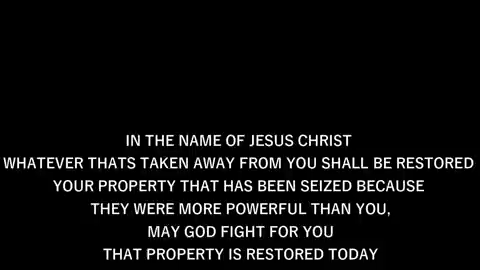 IN THE NAME OF JESUS CHRIST
WHATEVER THATS TAKEN AWAY FROM YOU SHALL BE RESTORED
YOUR PROPERTY THAT HAS BEEN SEIZED BECAUSE
THEY WERE MORE POWERFUL THAN YOU,
MAY GOD FIGHT FOR YOU
THAT PROPERTY IS RESTORED TODAY